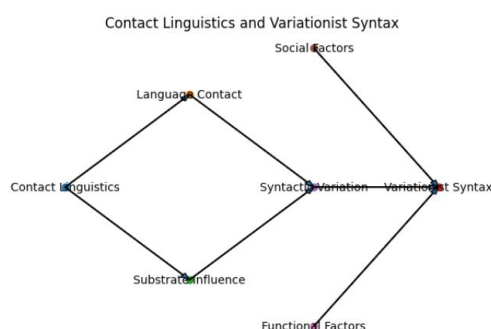 Contact Linguistics and Variationist Syntax
Social Factors
Language Contact
Contact Linguistics
Syntactic Variation
Variationist Syntax
Substrate Influence
Functional Factors